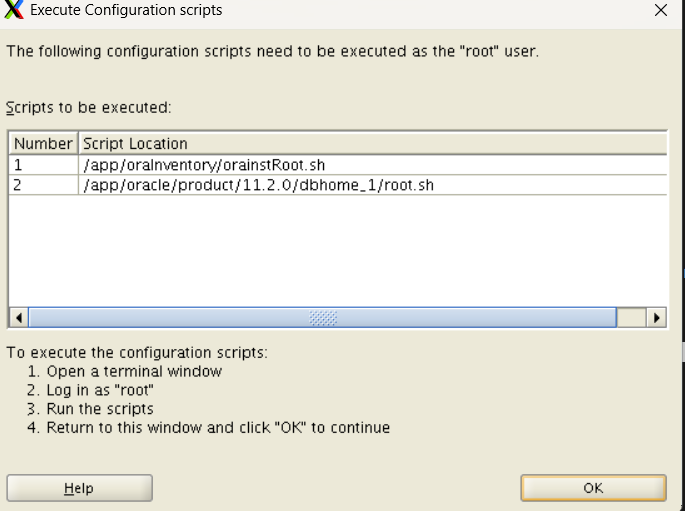 Execute Configuration scripts
The following configuration scripts need to be executed as the "root" user.
Scripts to be executed:
Number Script Location
1 /app/oraInventory/orainstRoot.sh
2 /app/oracle/product/11.2.0/dbhome_1/root.sh
To execute the configuration scripts:
1. Open a terminal window
2. Log in as "root"
3. Run the scripts
4. Return to this window and click "OK" to continue
Help OK